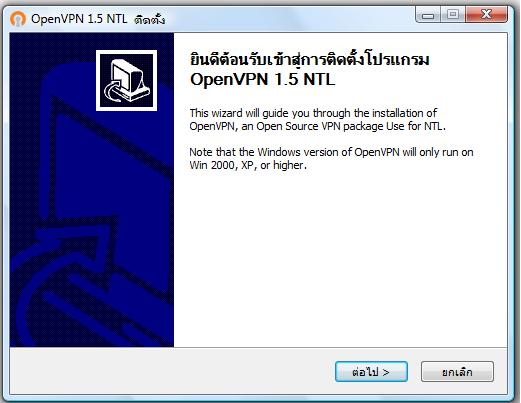 OpenVPN 1.5 NTL ติดตั้ง
ยินดีต้อนรับเข้าสู่การติดตั้งโปรแกรม
OpenVPN 1.5 NTL
This wizard will guide you through the installation of
OpenVPN, an Open Source VPN package Use for NTL.
Note that the Windows version of OpenVPN will only run on
Win 2000, XP, or higher.
ต่อไป >
ยกเลิก